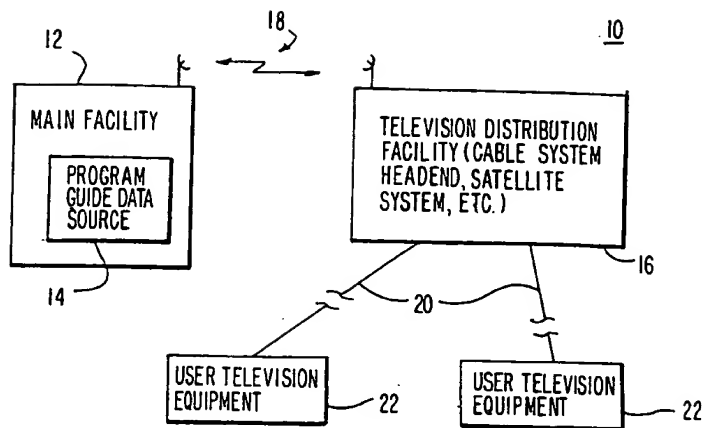 12
18
10
MAIN FACILITY
PROGRAM
GUIDE DATA
SOURCE
14
TELEVISION DISTRIBUTION
FACILITY (CABLE SYSTEM
HEADEND, SATELLITE
SYSTEM, ETC.)
16
20
USER TELEVISION
EQUIPMENT
22
USER TELEVISION
EQUIPMENT
22